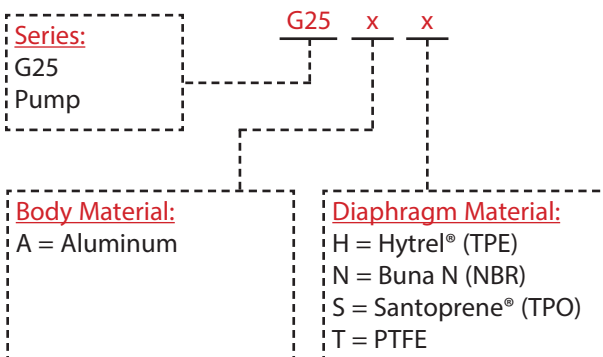 G25 x x
Series:
G25
Pump
Body Material:
A = Aluminum
Diaphragm Material:
H = Hytrel® (TPE)
N = Buna N (NBR)
S = Santoprene® (TPO)
T = PTFE